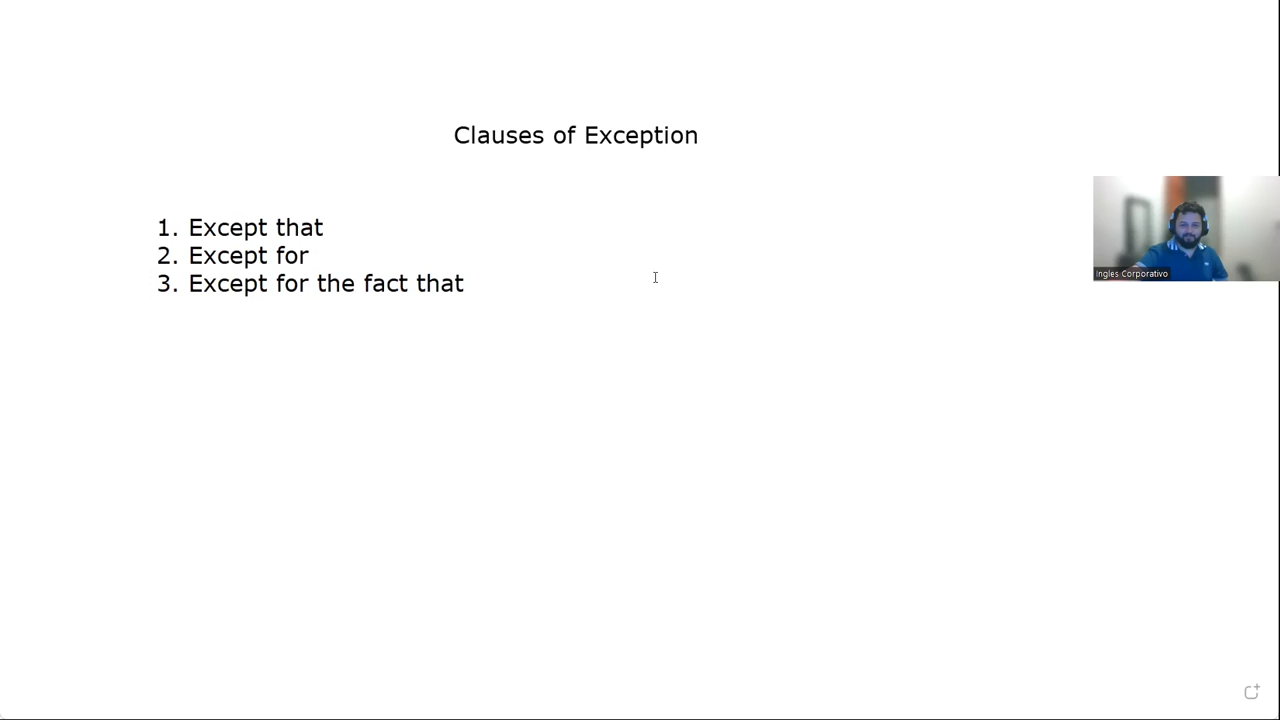 Clauses of Exception
1. Except that
2. Except for
3. Except for the fact that
Ingles Corporativo